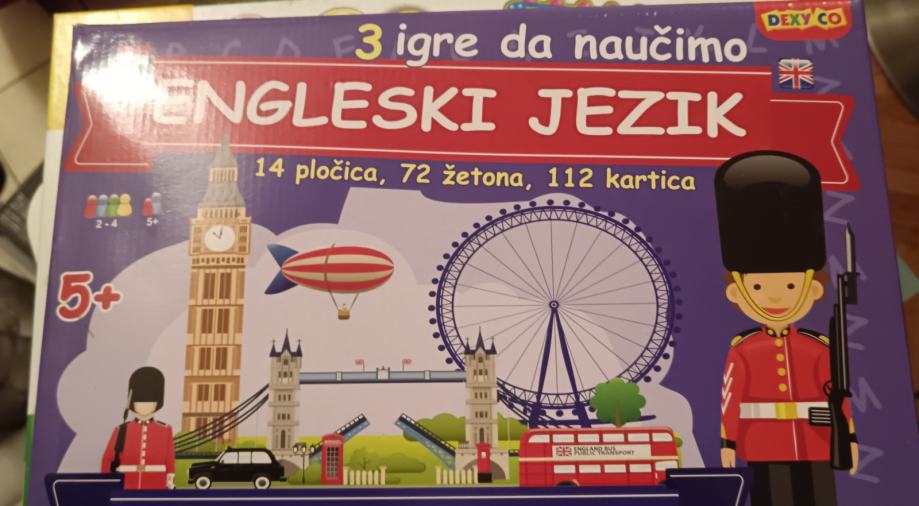 DEXY CO
3 igre da naučimo
ENGLESKI JEZIK
14 pločica, 72 žetona, 112 kartica
2 - 4
5+
5+
ENGLAND BUS
PUBLIC TRANSPORT